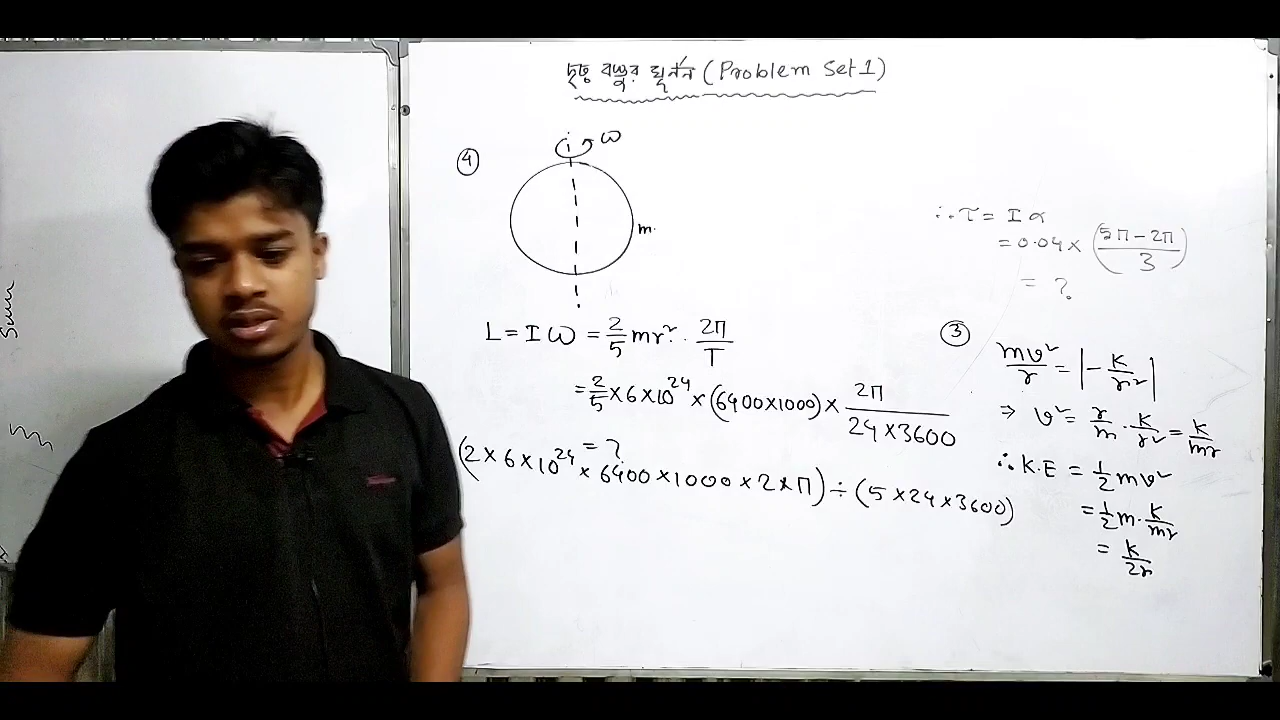 দৃঢ় বস্তুর ঘূর্ণন (Problem Set 1)
④
ω
m.
L = I ω = 2/5 mr² · 2π/T
= 2/5 × 6 × 10²⁴ × (6400×1000) × 2π/(24×3600)
= ?
(2 × 6 × 10²⁴ × 6400 × 1000 × 2 × π) ÷ (5 × 24 × 3600)
∴ τ = I α
= 0.04 × (5π − 2π / 3)
= ?
③
mv²/r = |− k/r²|
⇒ v² = r/m · k/r² = k/mr
∴ K.E = 1/2 mv²
= 1/2 m · k/mr
= k/2r